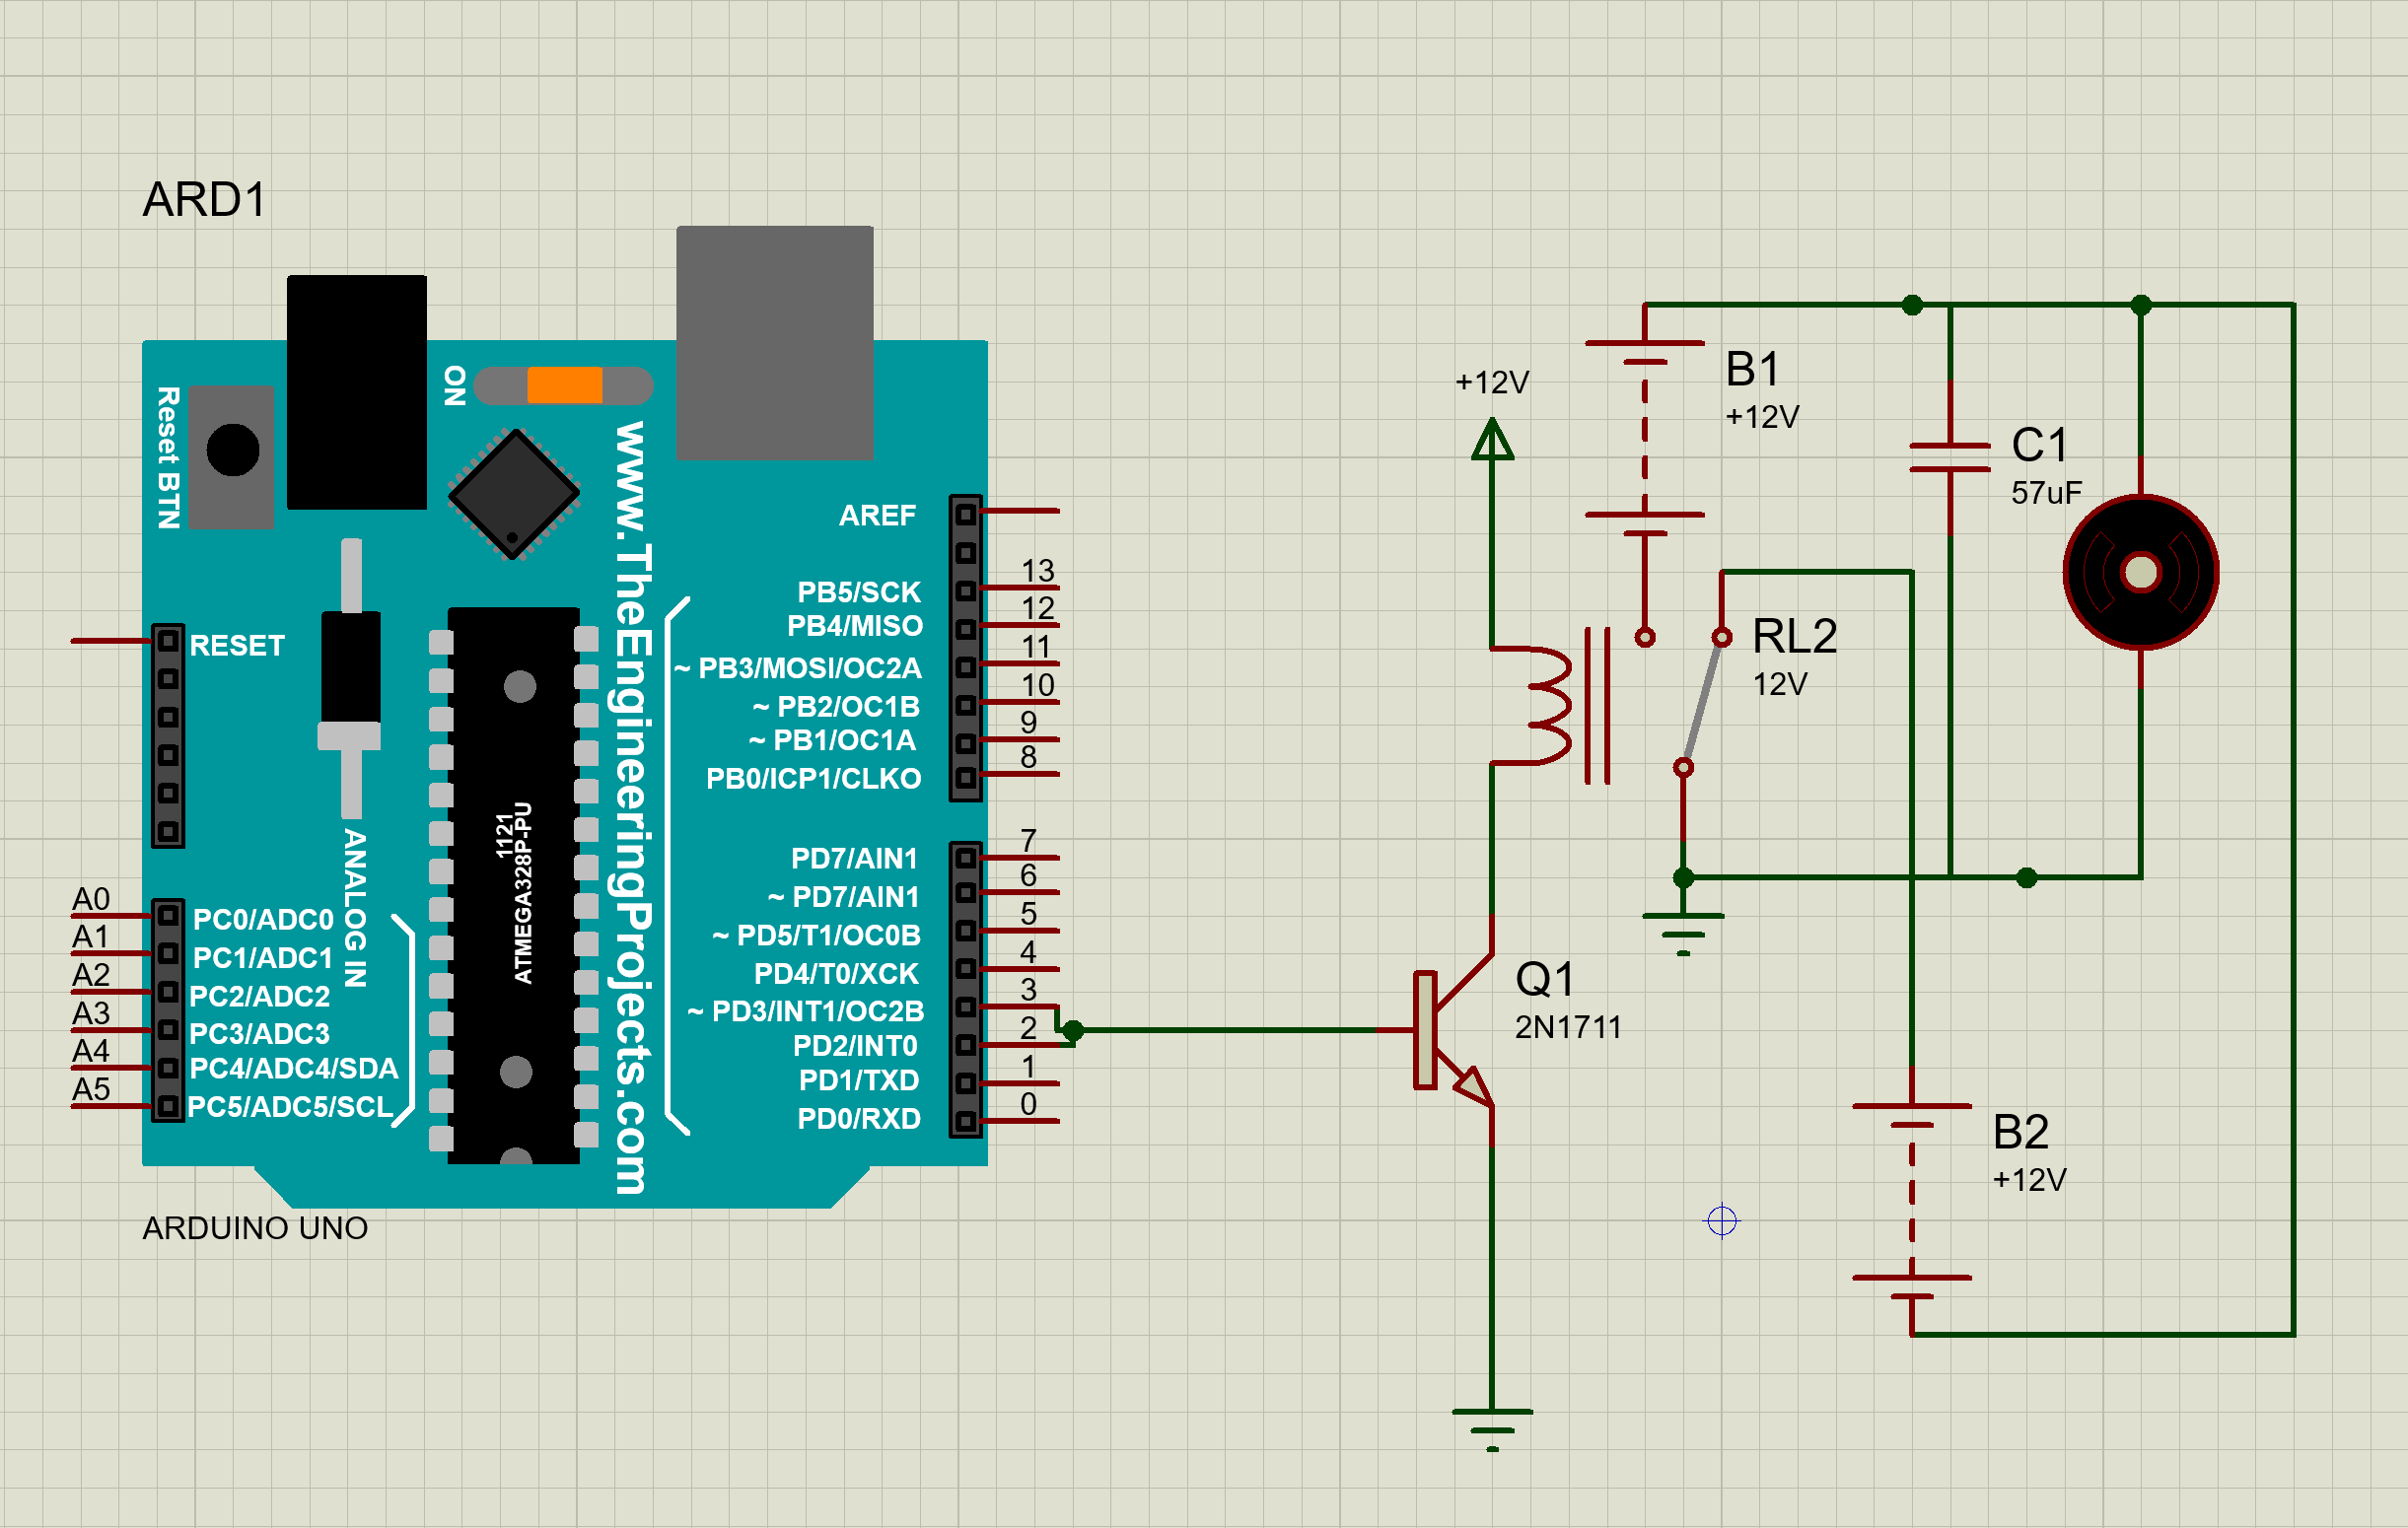 ARD1
ON
Reset BTN
www.TheEngineeringProjects.com
AREF
RESET
PB5/SCK 13
PB4/MISO 12
~ PB3/MOSI/OC2A 11
~ PB2/OC1B 10
~ PB1/OC1A 9
PB0/ICP1/CLKO 8
PD7/AIN1 7
~ PD7/AIN1 6
~ PD5/T1/OC0B 5
PD4/T0/XCK 4
~ PD3/INT1/OC2B 3
PD2/INT0 2
PD1/TXD 1
PD0/RXD 0
1121
ATMEGA328P-PU
ANALOG IN
A0 PC0/ADC0
A1 PC1/ADC1
A2 PC2/ADC2
A3 PC3/ADC3
A4 PC4/ADC4/SDA
A5 PC5/ADC5/SCL
ARDUINO UNO
+12V
B1
+12V
C1
57uF
RL2
12V
Q1
2N1711
B2
+12V